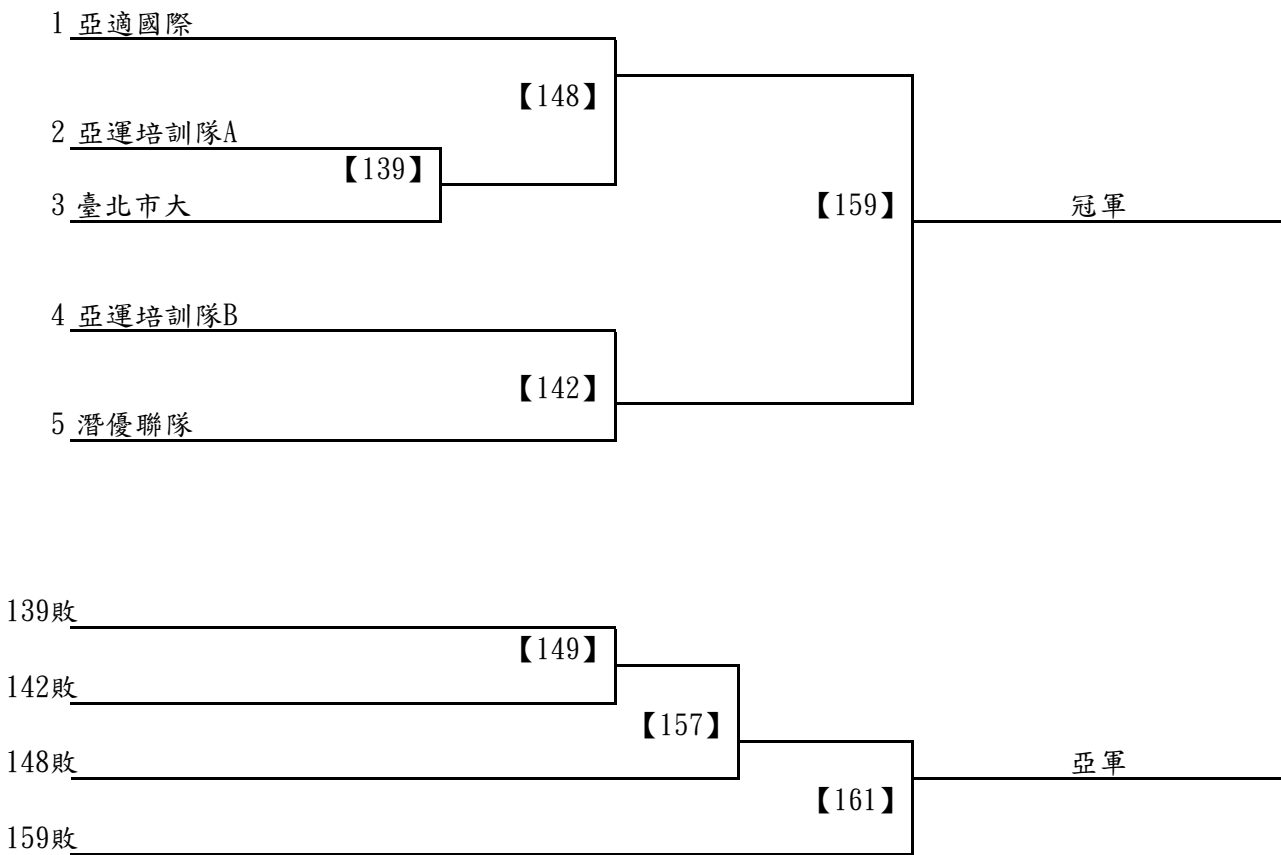 1 亞適國際
【148】
2 亞運培訓隊A
【139】
3 臺北市大
【159】
冠軍
4 亞運培訓隊B
【142】
5 潛優聯隊
139敗
【149】
142敗
【157】
148敗
亞軍
【161】
159敗